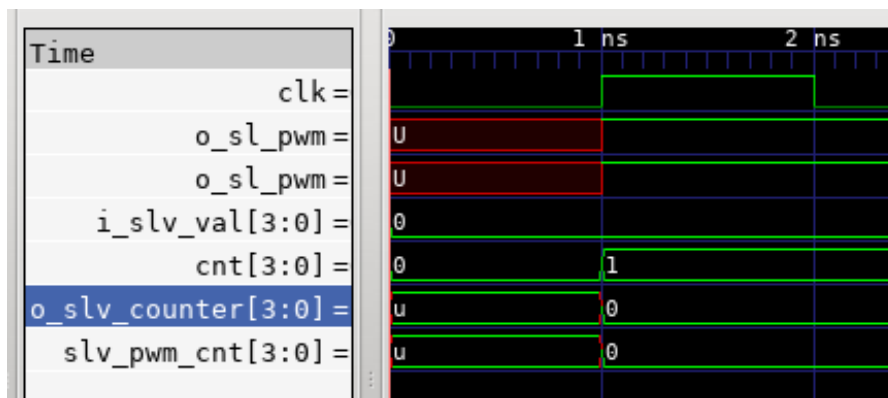 Time
0 1 ns 2 ns
clk=
o_sl_pwm= U
o_sl_pwm= U
i_slv_val[3:0]= 0
cnt[3:0]= 0 1
o_slv_counter[3:0]= u 0
slv_pwm_cnt[3:0]= u 0